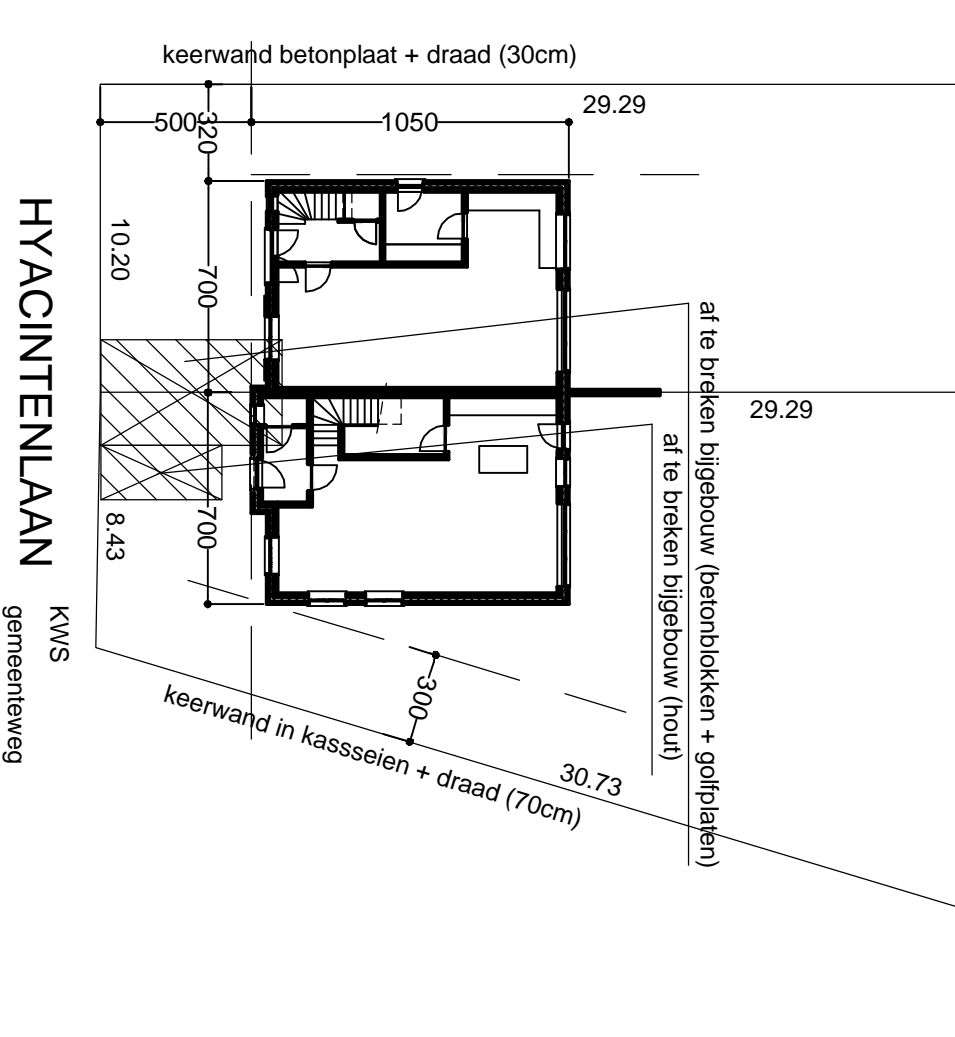 keerwand betonplaat + draad (30cm)
29.29
500
320
1050
10.20
700
HYACINTENLAAN
29.29
af te breken bijgebouw (betonblokken + golfplaten)
af te breken bijgebouw (hout)
8.43
700
KWS
gemeenteweg
300
keerwand in kassseien + draad (70cm)
30.73